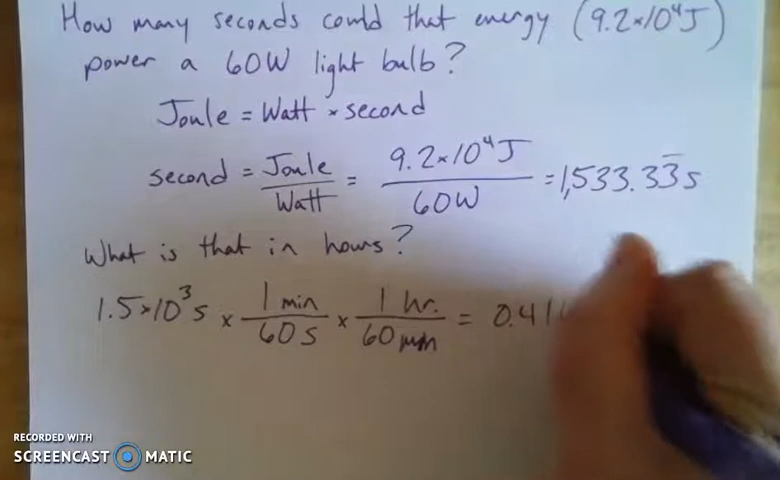 How many seconds could that energy (9.2×10⁴J)
power a 60W light bulb?
Joule = Watt × second
second = Joule/Watt = 9.2×10⁴J/60W = 1,533.33̅s
What is that in hours?
1.5×10³s × 1 min/60s × 1 hr./60 min = 0.41
RECORDED WITH
SCREENCAST MATIC